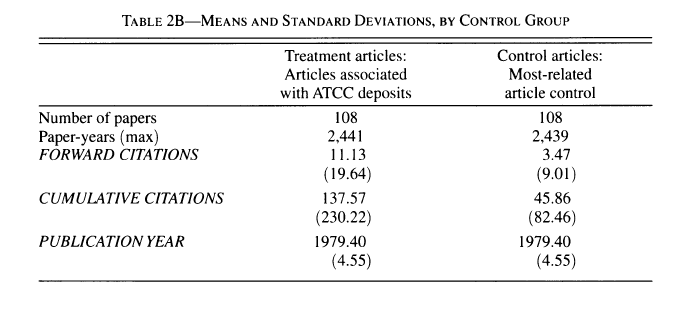 TABLE 2B—MEANS AND STANDARD DEVIATIONS, BY CONTROL GROUP
Treatment articles: Control articles:
Articles associated Most-related
with ATCC deposits article control
Number of papers 108 108
Paper-years (max) 2,441 2,439
FORWARD CITATIONS 11.13 3.47
(19.64) (9.01)
CUMULATIVE CITATIONS 137.57 45.86
(230.22) (82.46)
PUBLICATION YEAR 1979.40 1979.40
(4.55) (4.55)